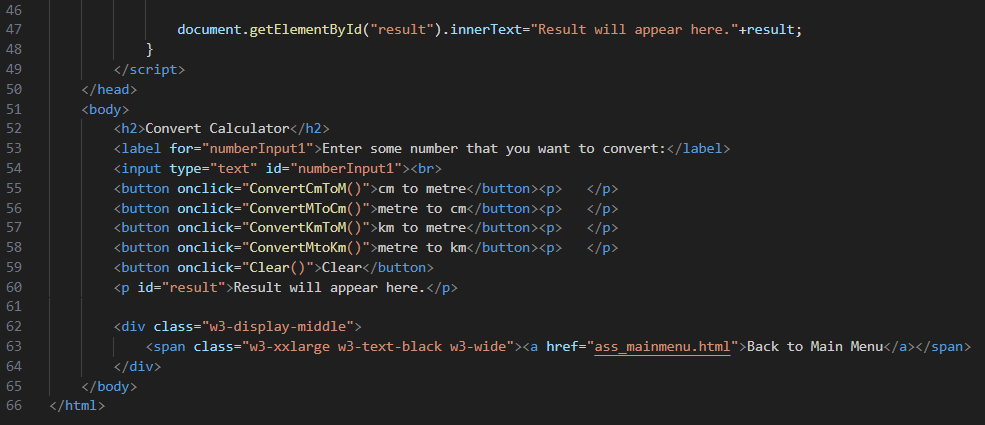 46
47                document.getElementById("result").innerText="Result will appear here."+result;
48            }
49        </script>
50    </head>
51    <body>
52        <h2>Convert Calculator</h2>
53        <label for="numberInput1">Enter some number that you want to convert:</label>
54        <input type="text" id="numberInput1"><br>
55        <button onclick="ConvertCmToM()">cm to metre</button><p>   </p>
56        <button onclick="ConvertMToCm()">metre to cm</button><p>   </p>
57        <button onclick="ConvertKmToM()">km to metre</button><p>   </p>
58        <button onclick="ConvertMtoKm()">metre to km</button><p>   </p>
59        <button onclick="Clear()">Clear</button>
60        <p id="result">Result will appear here.</p>
61
62        <div class="w3-display-middle">
63            <span class="w3-xxlarge w3-text-black w3-wide"><a href="ass_mainmenu.html">Back to Main Menu</a></span>
64        </div>
65    </body>
66 </html>